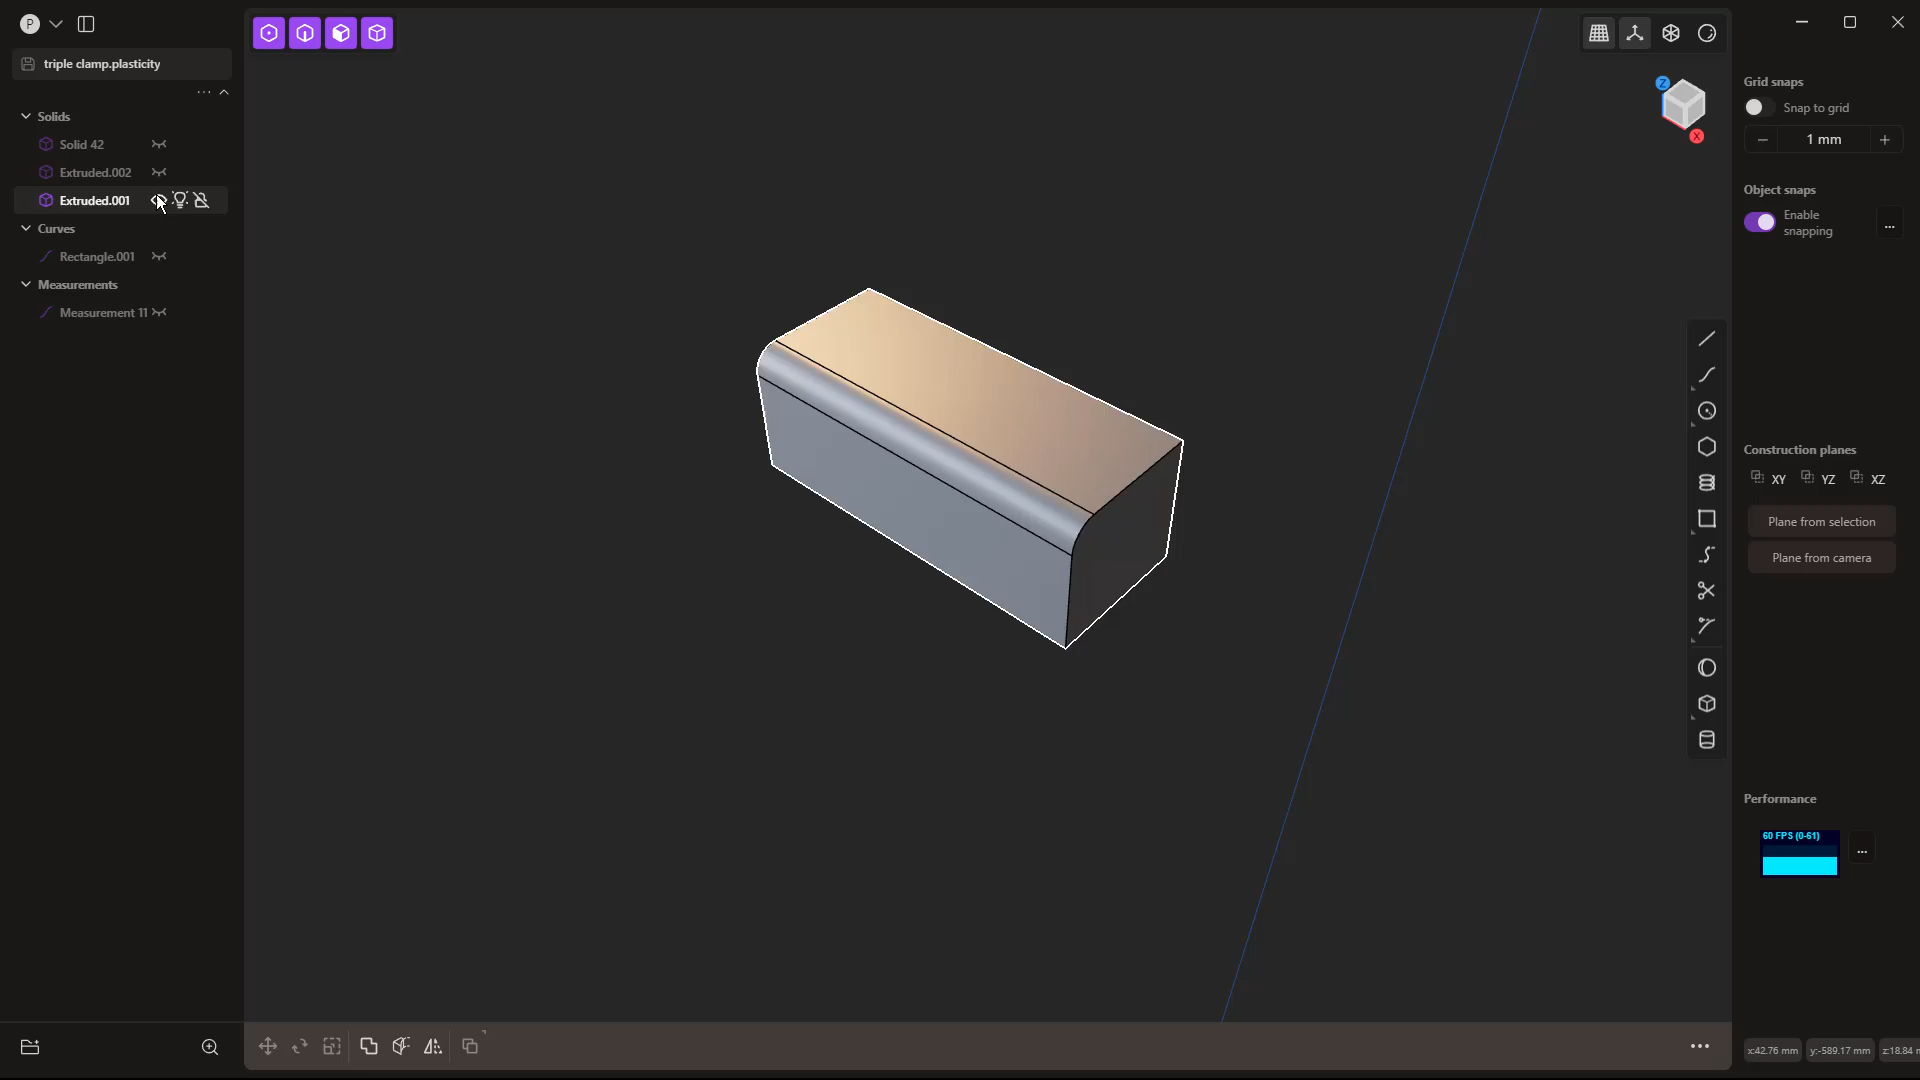 P
triple clamp.plasticity
Solids
Solid 42
Extruded.002
Extruded.001
Curves
Rectangle.001
Measurements
Measurement 11
Z
X
Grid snaps
Snap to grid
1 mm
Object snaps
Enable
snapping
...
Construction planes
XY
YZ
XZ
Plane from selection
Plane from camera
Performance
60 FPS (0-61)
...
x:42.76 mm
y:-589.17 mm
z:18.84 m